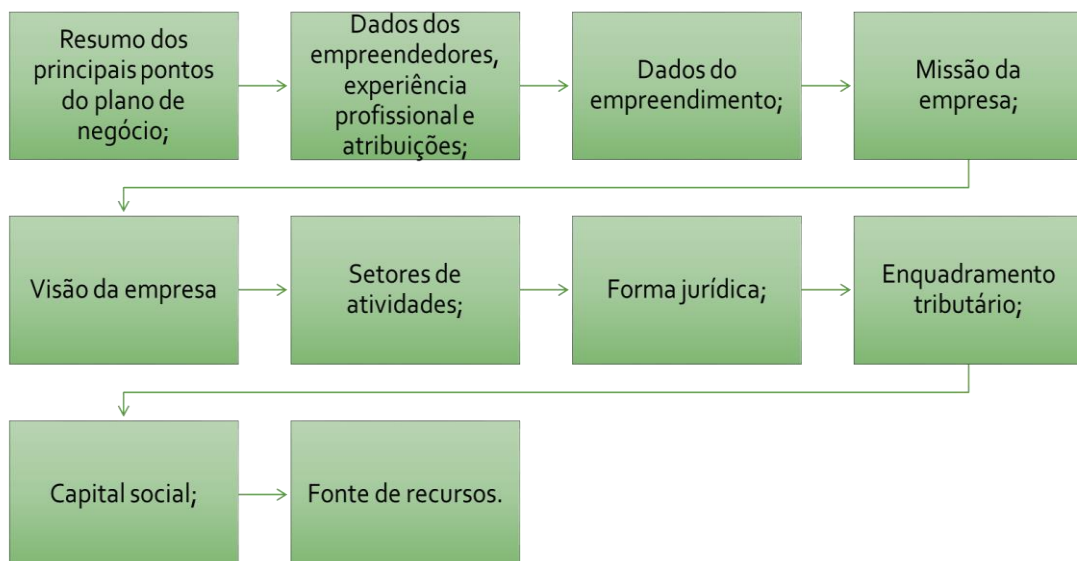 Resumo dos
principais pontos
do plano de
negócio;
Dados dos
empreendedores,
experiência
profissional e
atribuições;
Dados do
empreendimento;
Missão da
empresa;
Visão da empresa
Setores de
atividades;
Forma jurídica;
Enquadramento
tributário;
Capital social;
Fonte de recursos.